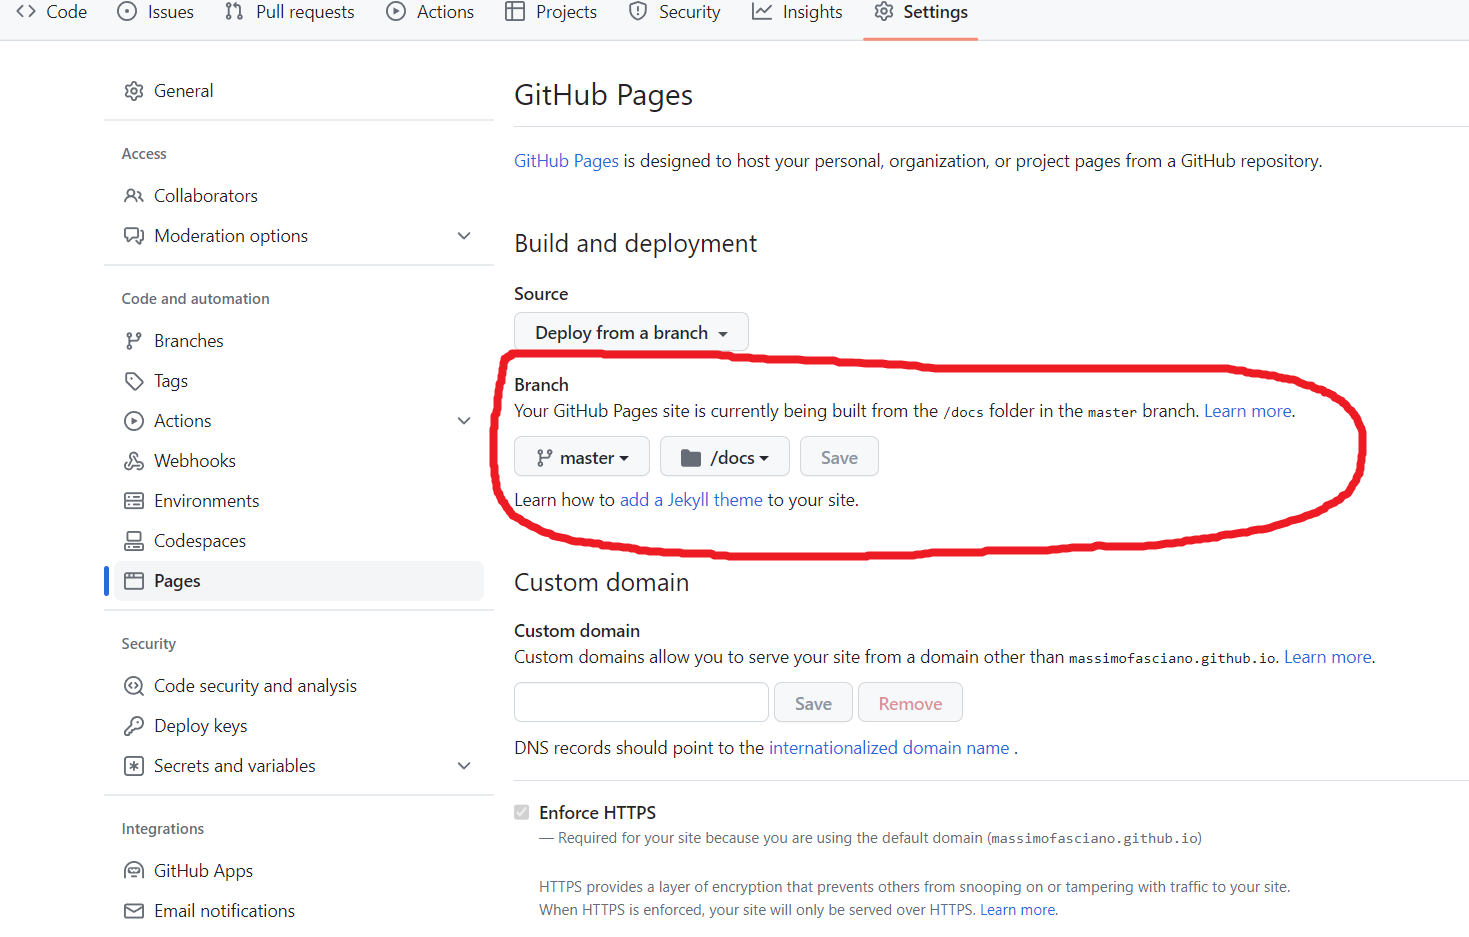 Code Issues Pull requests Actions Projects Security Insights Settings
General
Access
Collaborators
Moderation options
Code and automation
Branches
Tags
Actions
Webhooks
Environments
Codespaces
Pages
Security
Code security and analysis
Deploy keys
Secrets and variables
Integrations
GitHub Apps
Email notifications
GitHub Pages
GitHub Pages is designed to host your personal, organization, or project pages from a GitHub repository.
Build and deployment
Source
Deploy from a branch
Branch
Your GitHub Pages site is currently being built from the /docs folder in the master branch. Learn more.
master /docs Save
Learn how to add a Jekyll theme to your site.
Custom domain
Custom domain
Custom domains allow you to serve your site from a domain other than massimofasciano.github.io. Learn more.
Save Remove
DNS records should point to the internationalized domain name .
Enforce HTTPS
— Required for your site because you are using the default domain (massimofasciano.github.io)
HTTPS provides a layer of encryption that prevents others from snooping on or tampering with traffic to your site.
When HTTPS is enforced, your site will only be served over HTTPS. Learn more.